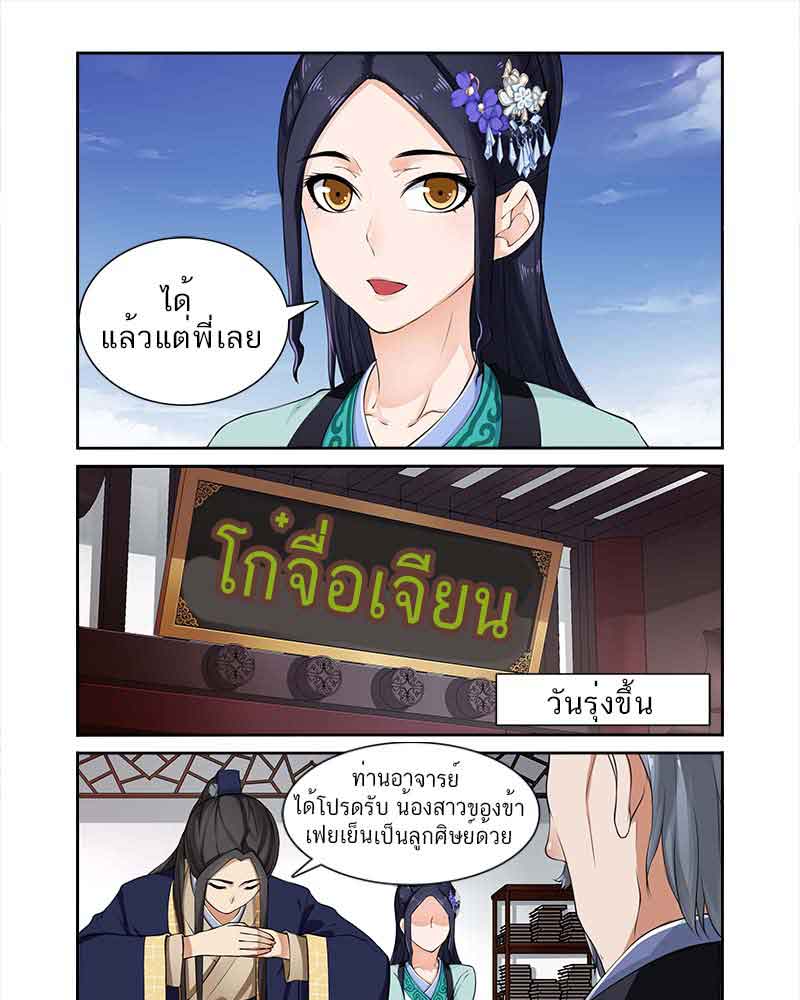 ได้
แล้วแต่พี่เลย
โก๋จื่อเจียน
วันรุ่งขึ้น
ท่านอาจารย์
ได้โปรดรับ น้องสาวของข้า
เฟยเย็นเป็นลูกศิษย์ด้วย